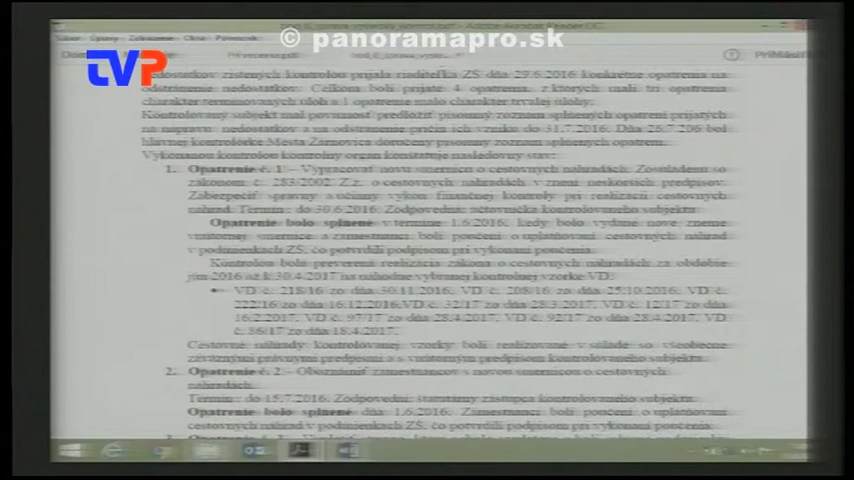 © panoramapro.sk
TVP
nedostatkov zistených kontrolou prijala riaditeľka ZŠ dňa 29.6.2016 konkrétne opatrenia na
odstránenie nedostatkov. Celkom boli prijaté 4 opatrenia, z ktorých mali tri opatrenia
charakter termínovaných úloh a 1 opatrenie malo charakter trvalej úlohy.
Kontrolovaný subjekt mal povinnosť predložiť písomný zoznam splnených opatrení prijatých
na nápravu nedostatkov a na odstránenie príčin ich vzniku do 31.7.2016. Dňa 28.7.206 bol
hlavnej kontrolórke Mesta Žarnovica doručený písomný zoznam splnených opatrení.
Vykonanou kontrolou kontrolný orgán konštatuje nasledovný stav:
1. Opatrenie č. 1 – Vypracovať novú smernicu o cestovných náhradách. Zosúladenú so
zákonom č. 283/2002 Z.z. o cestovných náhradách v znení neskorších predpisov.
Zabezpečiť správny a účinný výkon finančnej kontroly pri realizácii cestovných
náhrad. Termín : do 30.6.2016. Zodpovedná: účtovníčka kontrolovaného subjektu.
Opatrenie bolo splnené v termíne 1.6.2016, kedy bolo vydané nové znenie
vnútornej smernice a zamestnanci boli poučení o uplatňovaní cestovných náhrad
v podmienkach ZŠ, čo potvrdili podpisom pri vykonaní poučenia.
Kontrolou bola preverená realizácia zákona o cestovných náhradách za obdobie
jún 2016 až k 30.4.2017 na náhodne vybranej kontrolnej vzorke VD:
• VD č. 218/16 zo dňa 30.11.2016, VD č. 208/16 zo dňa 25.10.2016, VD č.
222/16 zo dňa 16.12.2016,VD č. 32/17 zo dňa 28.3.2017, VD č. 12/17 zo dňa
16.2.2017, VD č. 97/17 zo dňa 28.4.2017, VD č. 92/17 zo dňa 28.4.2017, VD
č. 86/17 zo dňa 18.4.2017.
Cestovné náhrady kontrolovanej vzorky boli realizované v súlade so všeobecne
záväznými právnymi predpismi a s vnútorným predpisom kontrolovaného subjektu.
2. Opatrenie č. 2 – Oboznámiť zamestnancov s novou smernicou o cestovných
náhradách.
Termín : do 15.7.2016. Zodpovední: štatutárny zástupca kontrolovaného subjektu.
Opatrenie bolo splnené dňa 1.6.2016. Zamestnanci boli poučení o uplatňovaní
cestovných náhrad v podmienkach ZŠ, čo potvrdili podpisom pri vykonaní poučenia.